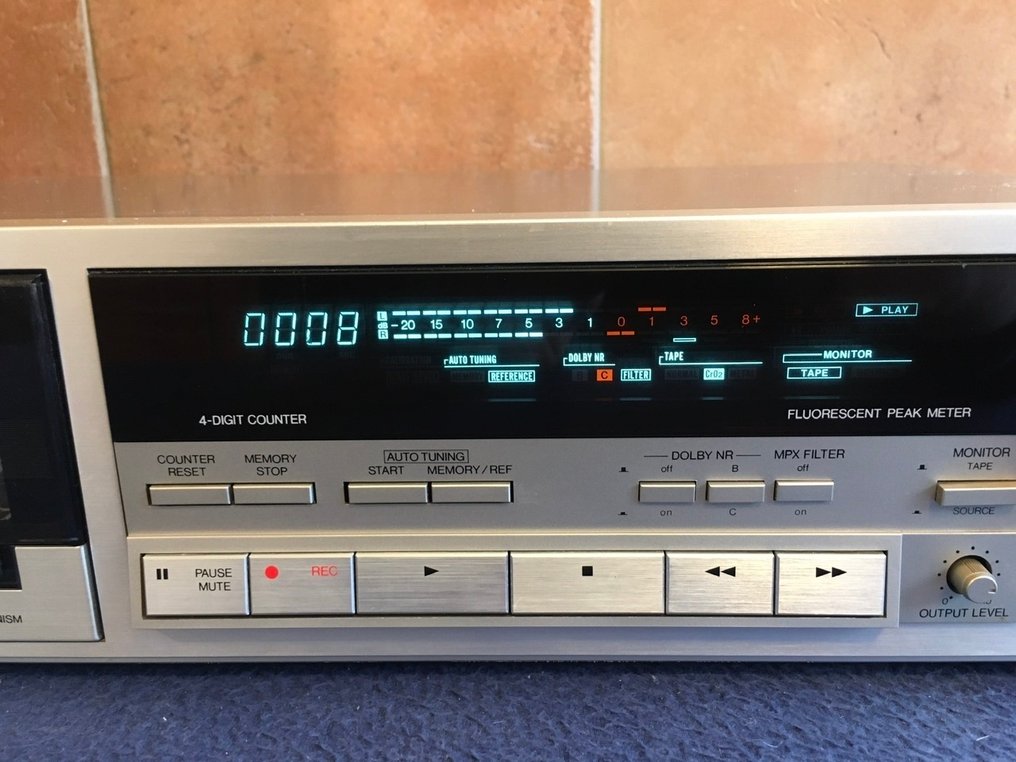 0008
L
dB
R
-20 15 10 7 5 3 1 0 1 3 5 8+
▶ PLAY
AUTO TUNING
REFERENCE
DOLBY NR
C FILTER
TAPE
NORMAL CrO2 METAL
MONITOR
TAPE
4-DIGIT COUNTER
FLUORESCENT PEAK METER
COUNTER
RESET
MEMORY
STOP
AUTO TUNING
START MEMORY/REF
DOLBY NR
off B
on C
MPX FILTER
off
on
MONITOR
TAPE
SOURCE
PAUSE
MUTE
REC
NISM
0
OUTPUT LEVEL